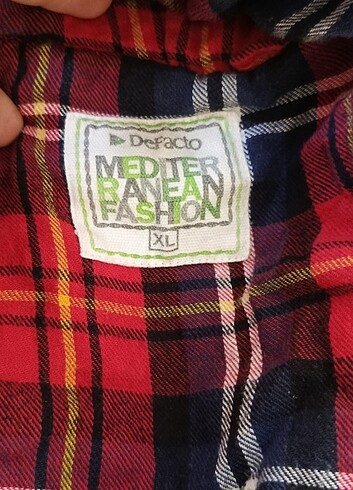 DeFacto
MEDITER
RANEAN
FASHION
XL